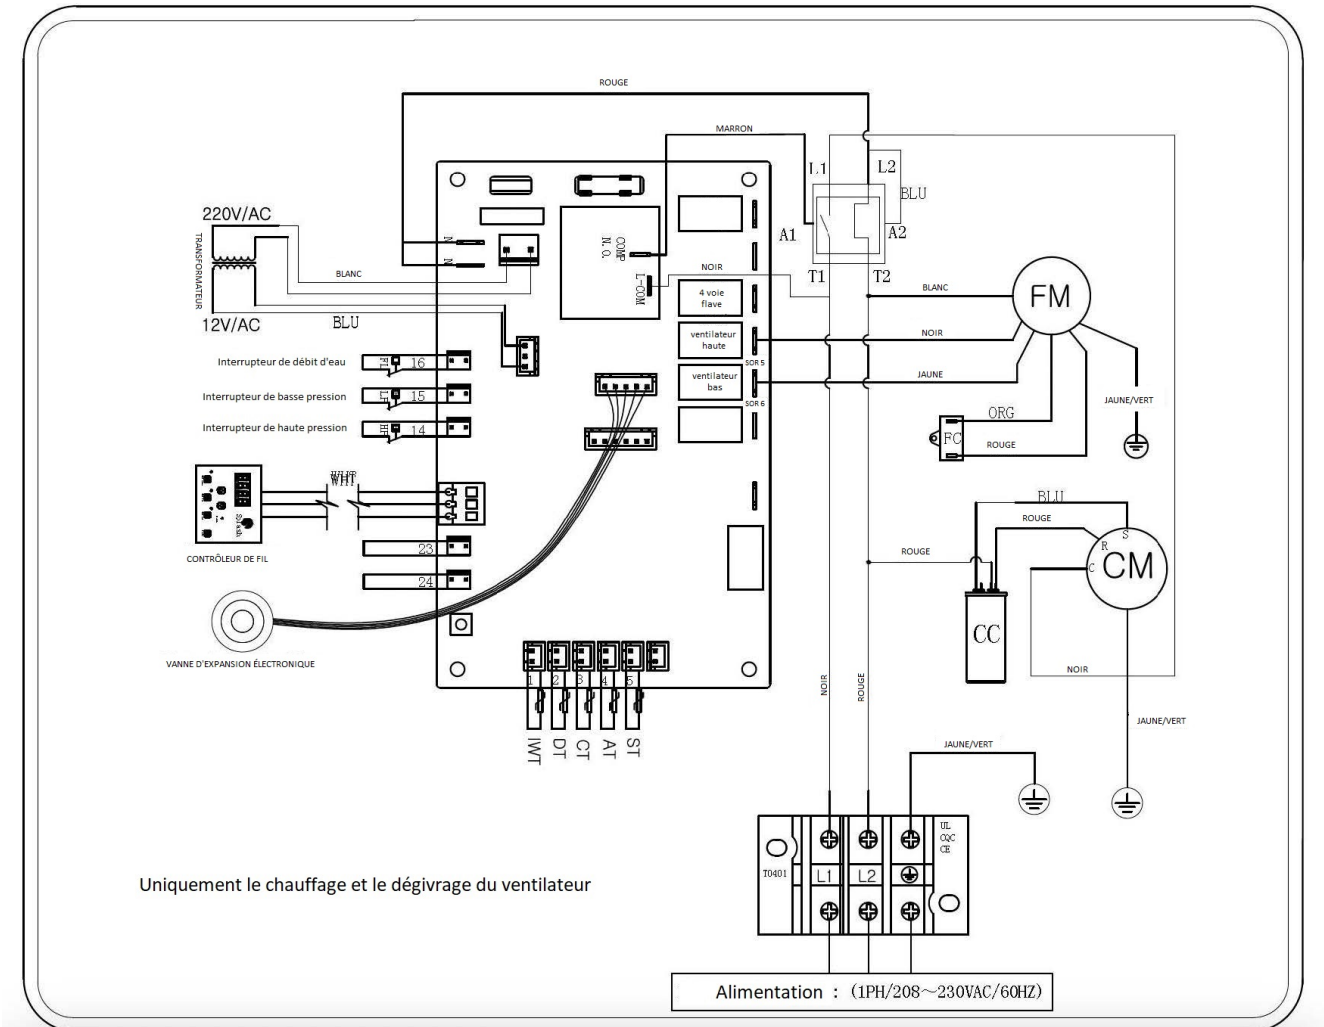 ROUGE
MARRON
L1
L2
BLU
A1
A2
T1
T2
220V/AC
TRANSFORMATEUR
12V/AC
BLANC
BLU
N
N
COMP
N.O.
L-COM
NOIR
4 voie
flave
ventilateur
haute
SOR 5
ventilateur
bas
SOR 6
BLANC
NOIR
JAUNE
FM
JAUNE/VERT
ORG
FC
ROUGE
Interrupteur de débit d'eau
16
Interrupteur de basse pression
15
Interrupteur de haute pression
14
WHT
CONTRÔLEUR DE FIL
23
24
VANNE D'EXPANSION ÉLECTRONIQUE
1
2
3
4
5
IWT
DT
CT
AT
ST
BLU
ROUGE
S
R
C
CM
ROUGE
CC
NOIR
NOIR
ROUGE
JAUNE/VERT
JAUNE/VERT
UL
CQC
CE
T0401
L1
L2
Uniquement le chauffage et le dégivrage du ventilateur
Alimentation : (1PH/208～230VAC/60HZ)